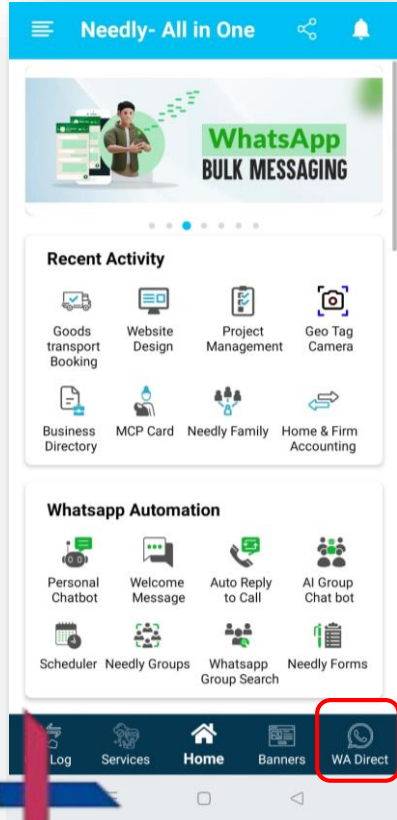 Needly- All in One
WhatsApp
BULK MESSAGING
Recent Activity
Goods transport Booking
Website Design
Project Management
Geo Tag Camera
Business Directory
MCP Card
Needly Family
Home & Firm Accounting
Whatsapp Automation
Personal Chatbot
Welcome Message
Auto Reply to Call
AI Group Chat bot
Scheduler
Needly Groups
Whatsapp Group Search
Needly Forms
Log
Services
Home
Banners
WA Direct